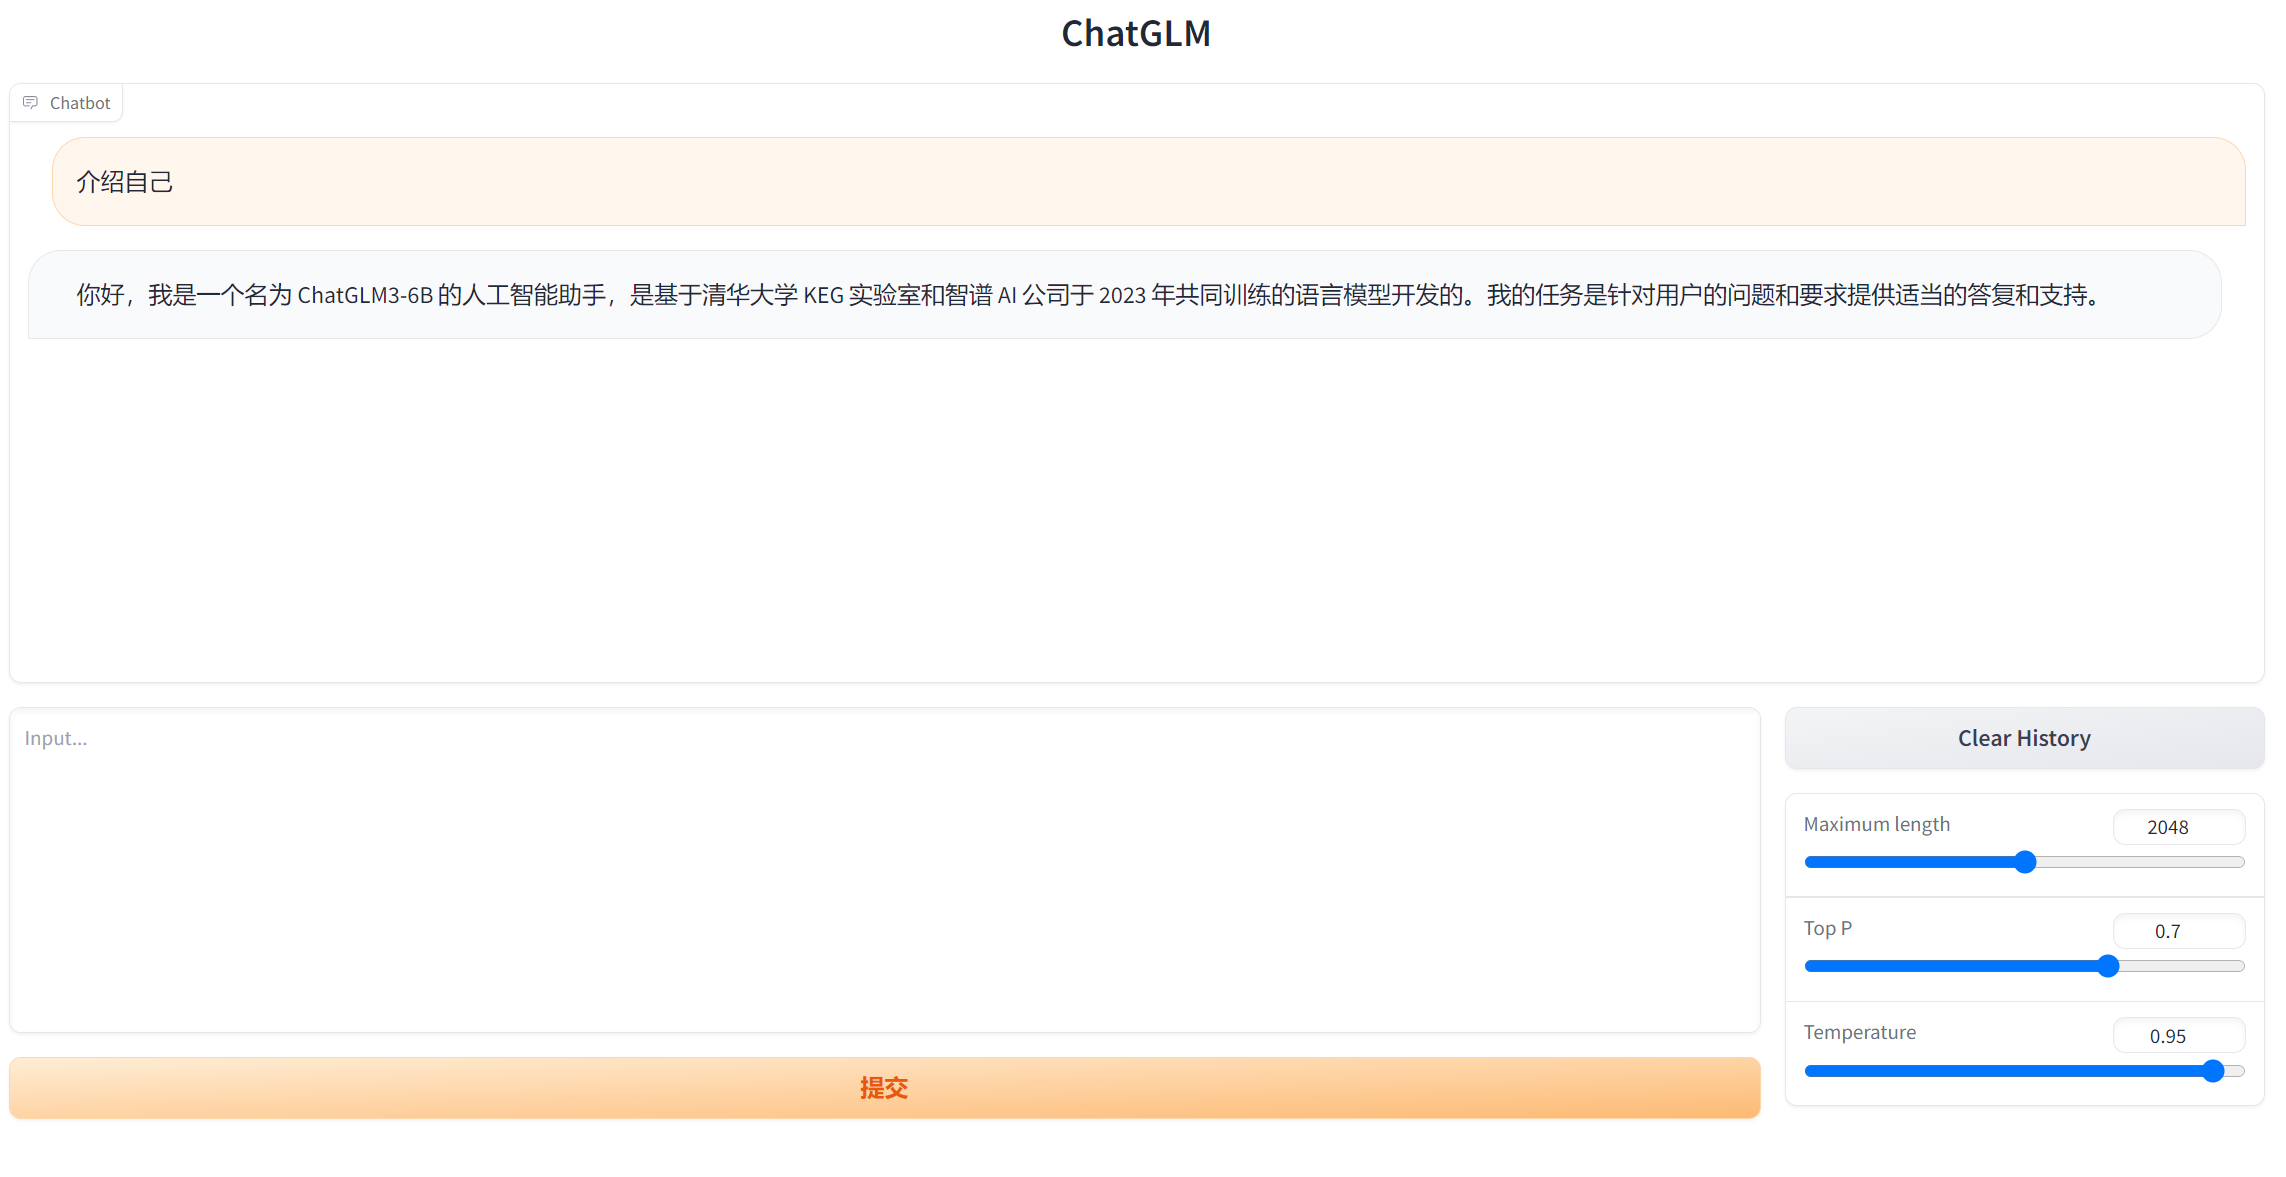 ChatGLM
Chatbot
介绍自己
你好，我是一个名为 ChatGLM3-6B 的人工智能助手，是基于清华大学 KEG 实验室和智谱 AI 公司于 2023 年共同训练的语言模型开发的。我的任务是针对用户的问题和要求提供适当的答复和支持。
Input...
Clear History
Maximum length 2048
Top P 0.7
Temperature 0.95
提交